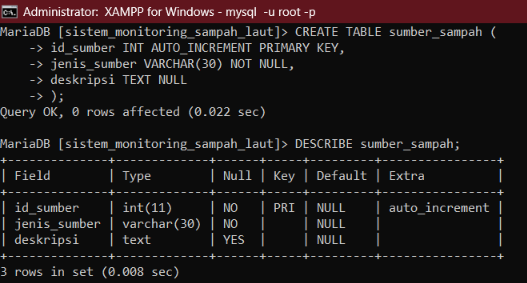 Administrator: XAMPP for Windows - mysql -u root -p
MariaDB [sistem_monitoring_sampah_laut]> CREATE TABLE sumber_sampah (
    -> id_sumber INT AUTO_INCREMENT PRIMARY KEY,
    -> jenis_sumber VARCHAR(30) NOT NULL,
    -> deskripsi TEXT NULL
    -> );
Query OK, 0 rows affected (0.022 sec)

MariaDB [sistem_monitoring_sampah_laut]> DESCRIBE sumber_sampah;
+--------------+-------------+------+-----+---------+----------------+
| Field        | Type        | Null | Key | Default | Extra          |
+--------------+-------------+------+-----+---------+----------------+
| id_sumber    | int(11)     | NO   | PRI | NULL    | auto_increment |
| jenis_sumber | varchar(30) | NO   |     | NULL    |                |
| deskripsi    | text        | YES  |     | NULL    |                |
+--------------+-------------+------+-----+---------+----------------+
3 rows in set (0.008 sec)